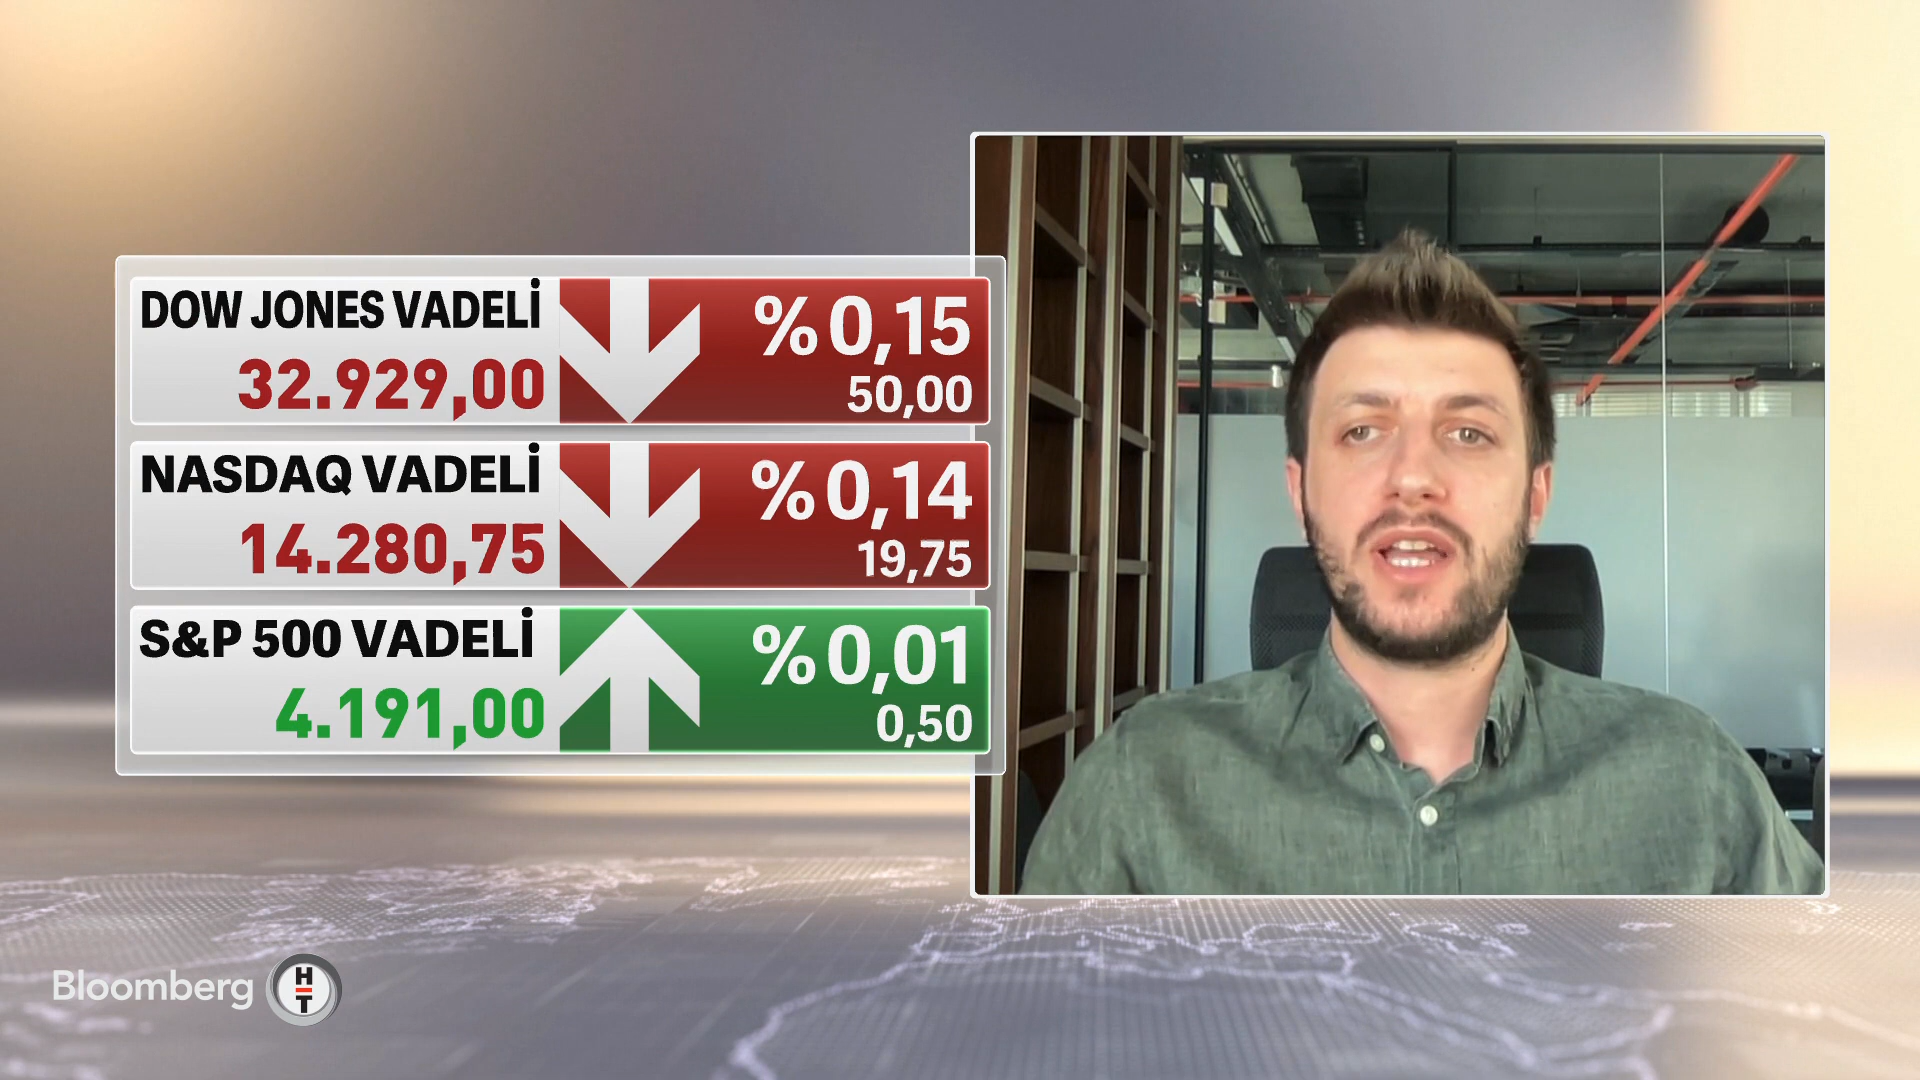 DOW JONES VADELİ
32.929,00
%0,15
50,00
NASDAQ VADELİ
14.280,75
%0,14
19,75
S&P 500 VADELİ
4.191,00
%0,01
0,50
Bloomberg HT